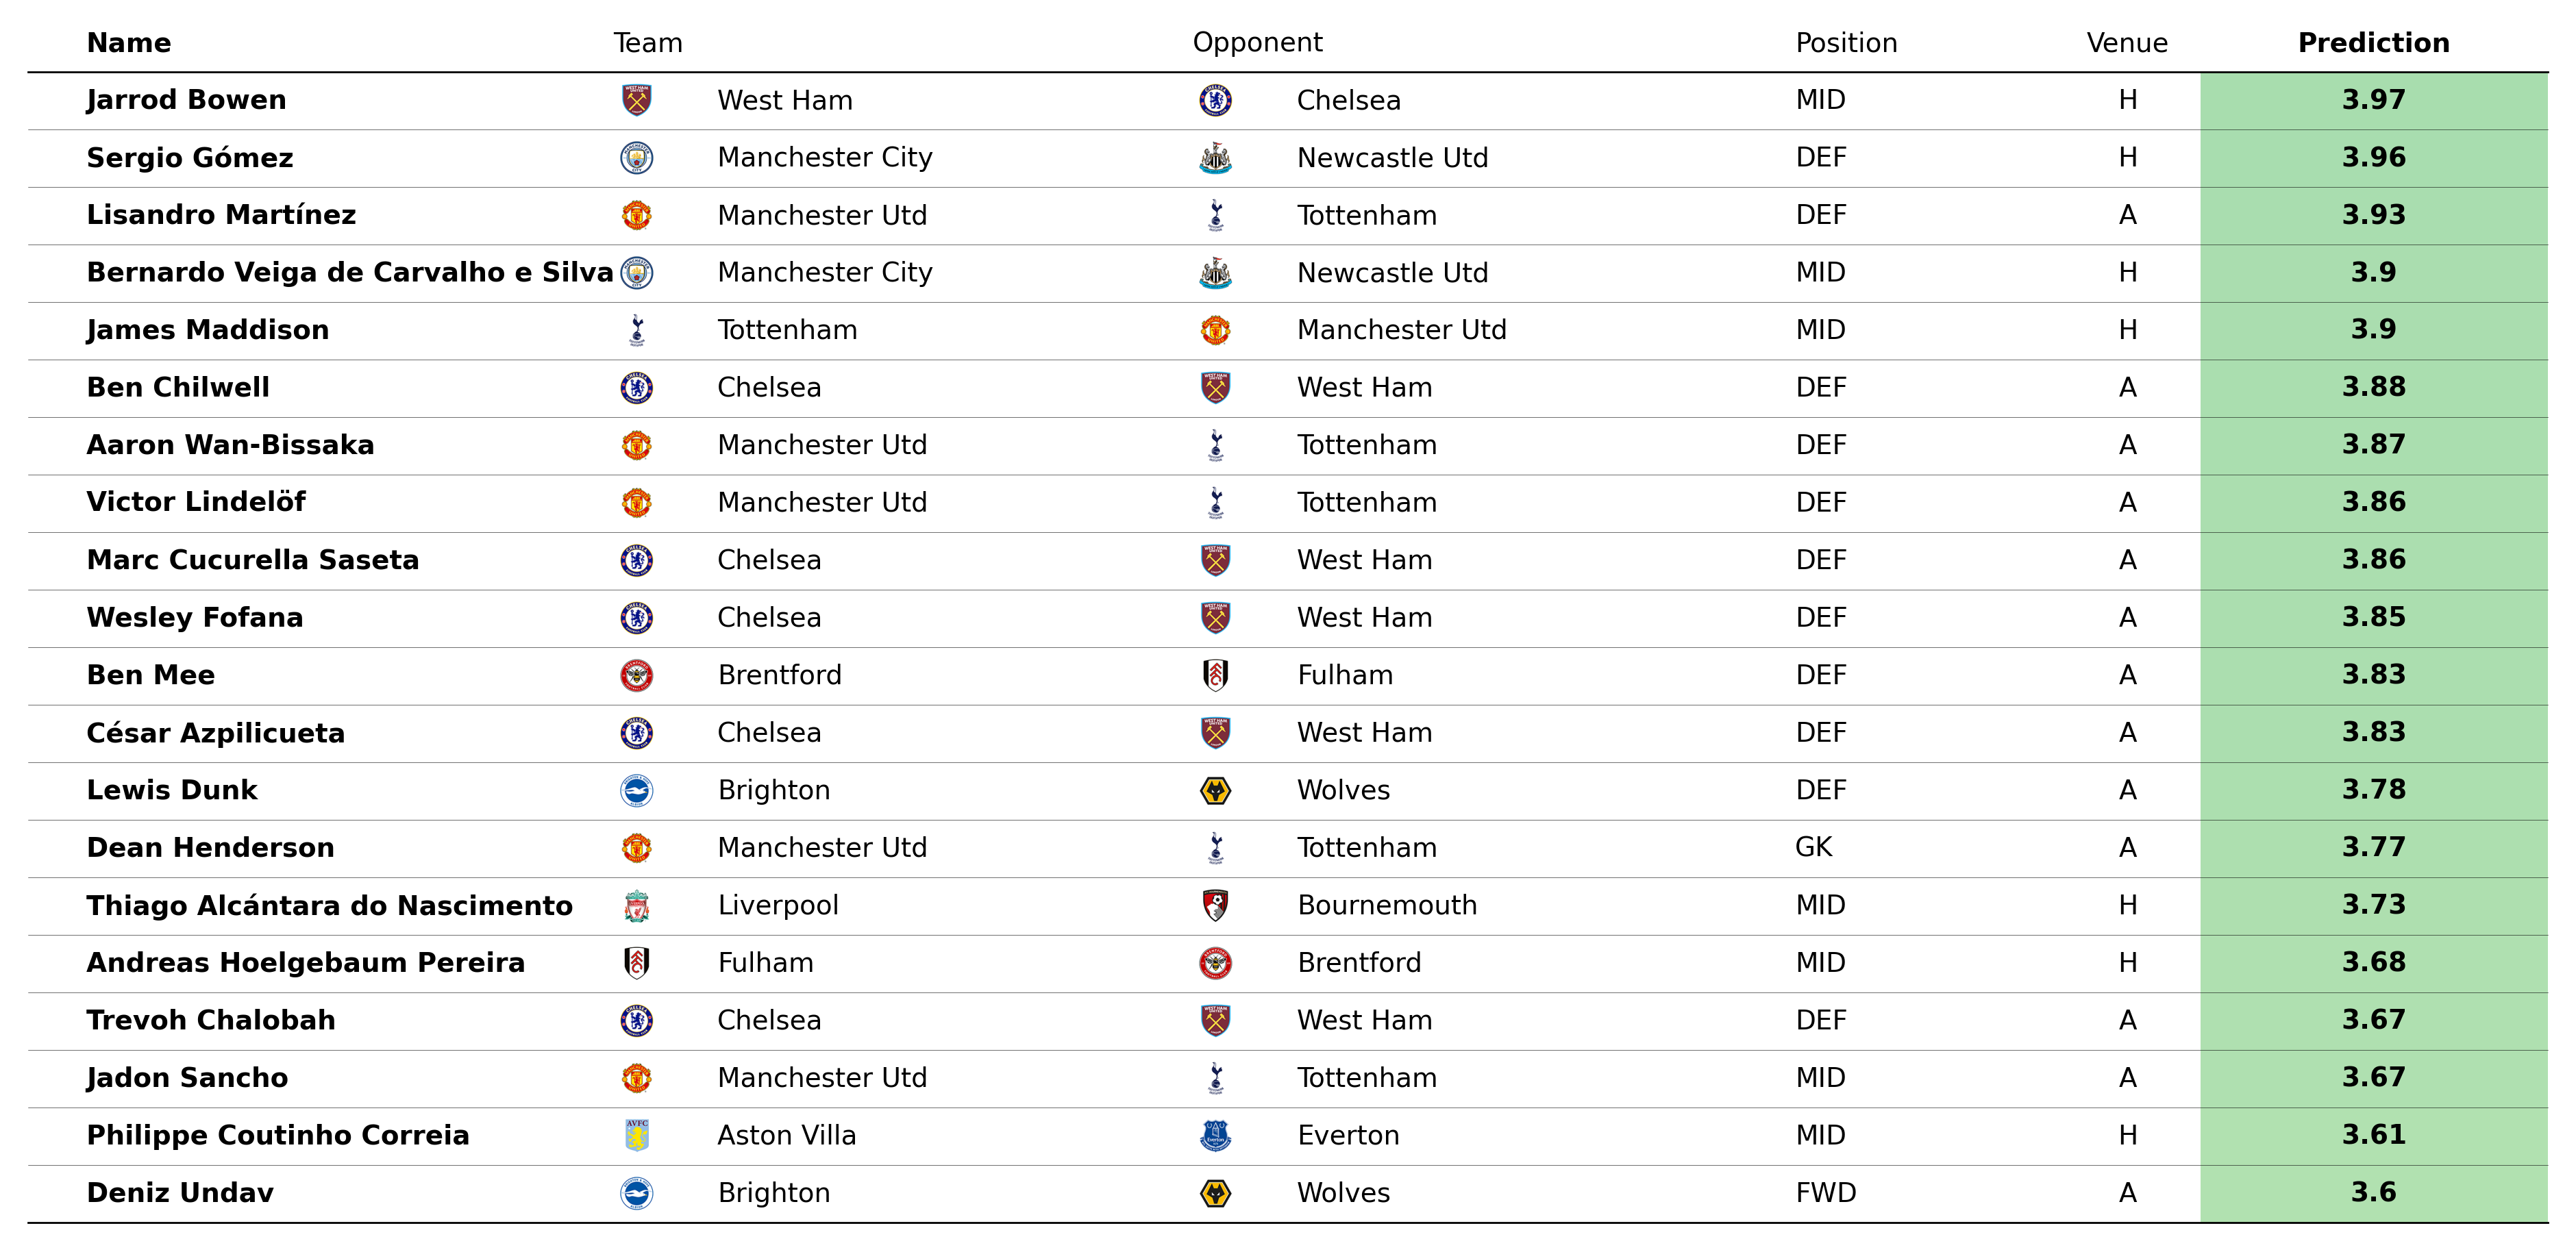 Name Team Opponent Position Venue Prediction
Jarrod Bowen West Ham Chelsea MID H 3.97
Sergio Gómez Manchester City Newcastle Utd DEF H 3.96
Lisandro Martínez Manchester Utd Tottenham DEF A 3.93
Bernardo Veiga de Carvalho e Silva Manchester City Newcastle Utd MID H 3.9
James Maddison Tottenham Manchester Utd MID H 3.9
Ben Chilwell Chelsea West Ham DEF A 3.88
Aaron Wan-Bissaka Manchester Utd Tottenham DEF A 3.87
Victor Lindelöf Manchester Utd Tottenham DEF A 3.86
Marc Cucurella Saseta Chelsea West Ham DEF A 3.86
Wesley Fofana Chelsea West Ham DEF A 3.85
Ben Mee Brentford Fulham DEF A 3.83
César Azpilicueta Chelsea West Ham DEF A 3.83
Lewis Dunk Brighton Wolves DEF A 3.78
Dean Henderson Manchester Utd Tottenham GK A 3.77
Thiago Alcántara do Nascimento Liverpool Bournemouth MID H 3.73
Andreas Hoelgebaum Pereira Fulham Brentford MID H 3.68
Trevoh Chalobah Chelsea West Ham DEF A 3.67
Jadon Sancho Manchester Utd Tottenham MID A 3.67
Philippe Coutinho Correia AVFC Aston Villa Everton Everton MID H 3.61
Deniz Undav Brighton Wolves FWD A 3.6